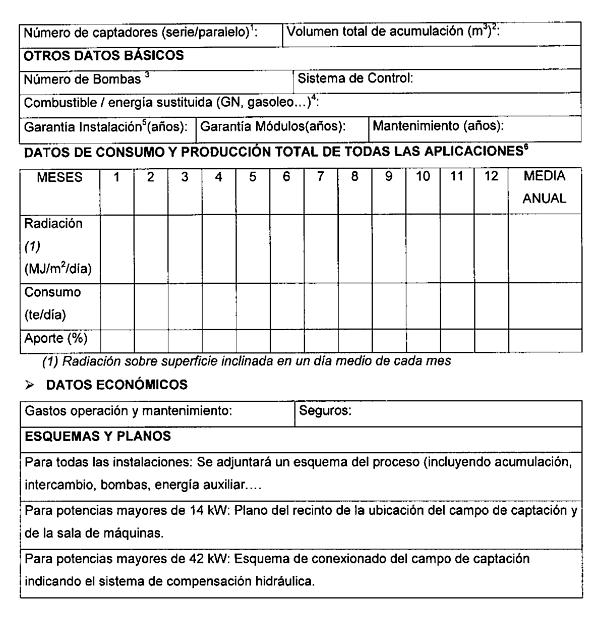 Número de captadores (serie/paralelo)¹: Volumen total de acumulación (m³)²:
OTROS DATOS BÁSICOS
Número de Bombas ³ Sistema de Control:
Combustible / energía sustituida (GN, gasoleo...)⁴:
Garantía Instalación⁵(años): Garantía Módulos(años): Mantenimiento (años):
DATOS DE CONSUMO Y PRODUCCIÓN TOTAL DE TODAS LAS APLICACIONES⁶
MESES 1 2 3 4 5 6 7 8 9 10 11 12 MEDIA
ANUAL
Radiación
(1)
(MJ/m²/día)
Consumo
(te/día)
Aporte (%)
(1) Radiación sobre superficie inclinada en un día medio de cada mes
➢ DATOS ECONÓMICOS
Gastos operación y mantenimiento: Seguros:
ESQUEMAS Y PLANOS
Para todas las instalaciones: Se adjuntará un esquema del proceso (incluyendo acumulación,
intercambio, bombas, energía auxiliar....
Para potencias mayores de 14 kW: Plano del recinto de la ubicación del campo de captación y
de la sala de máquinas.
Para potencias mayores de 42 kW: Esquema de conexionado del campo de captación
indicando el sistema de compensación hidráulica.